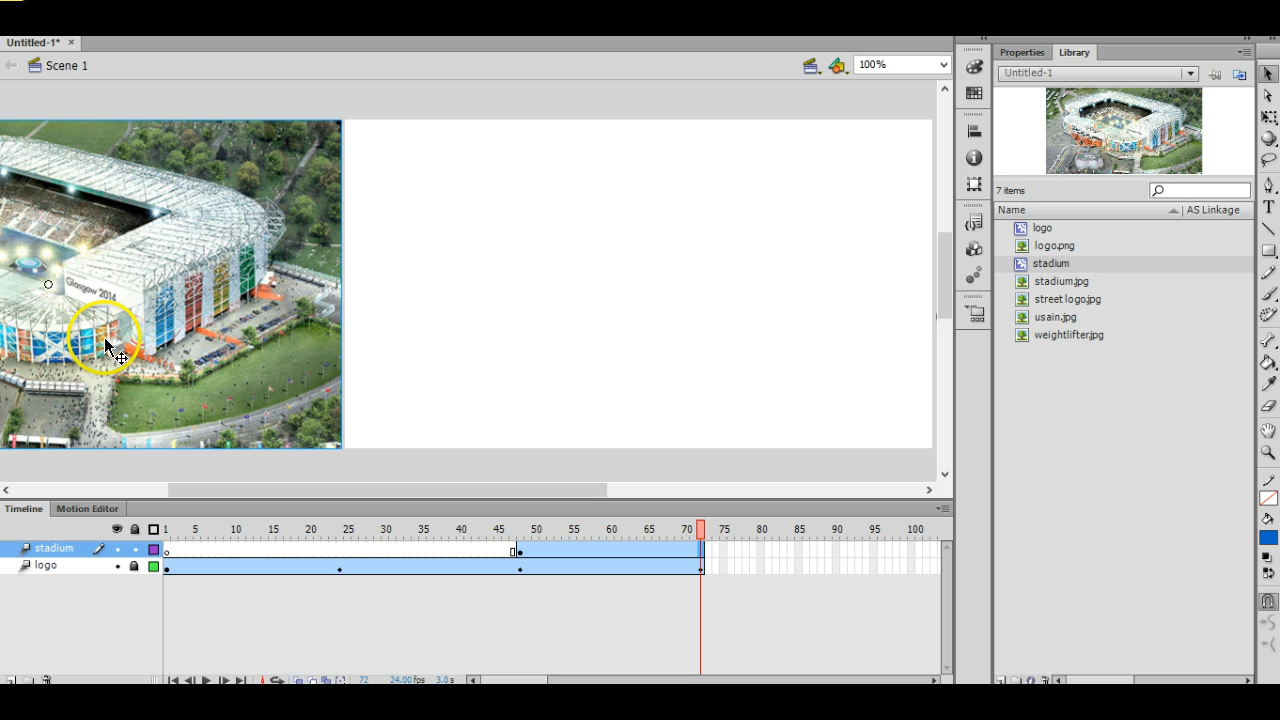 Untitled-1* ×
Scene 1
100%
Glasgow 2014
Properties Library
Untitled-1
7 items
Name AS Linkage
logo
logo.png
stadium
stadium.jpg
street logo.jpg
usain.jpg
weightlifter.jpg
Timeline Motion Editor
1 5 10 15 20 25 30 35 40 45 50 55 60 65 70 75 80 85 90 95 100
stadium
logo
72 24.00 fps 3.0 s